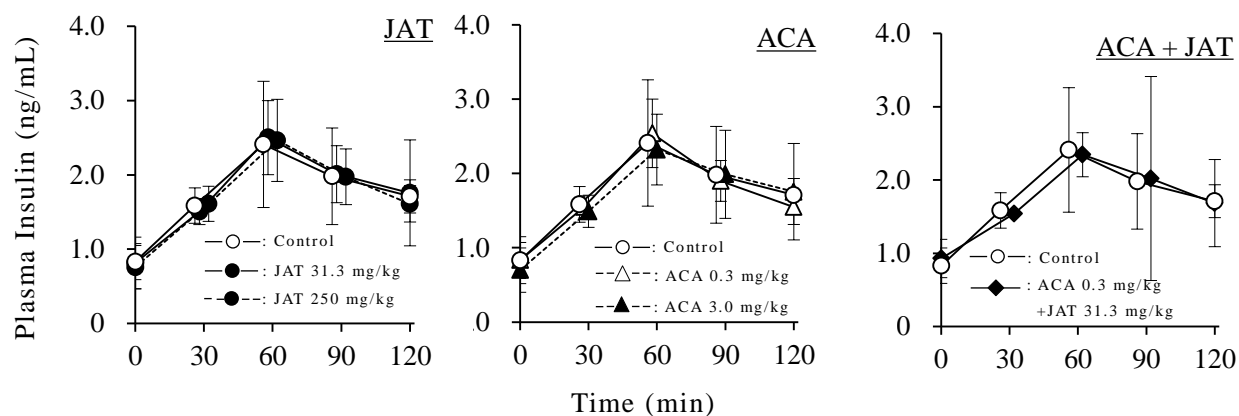 Plasma Insulin (ng/mL)
JAT
4.0
3.0
2.0
1.0
.0
0 30 60 90 120
: Control
: JAT 31.3 mg/kg
: JAT 250 mg/kg
ACA
4.0
3.0
2.0
1.0
.0
0 30 60 90 120
: Control
: ACA 0.3 mg/kg
: ACA 3.0 mg/kg
ACA + JAT
4.0
3.0
2.0
1.0
.0
0 30 60 90 120
: Control
: ACA 0.3 mg/kg
+JAT 31.3 mg/kg
Time (min)